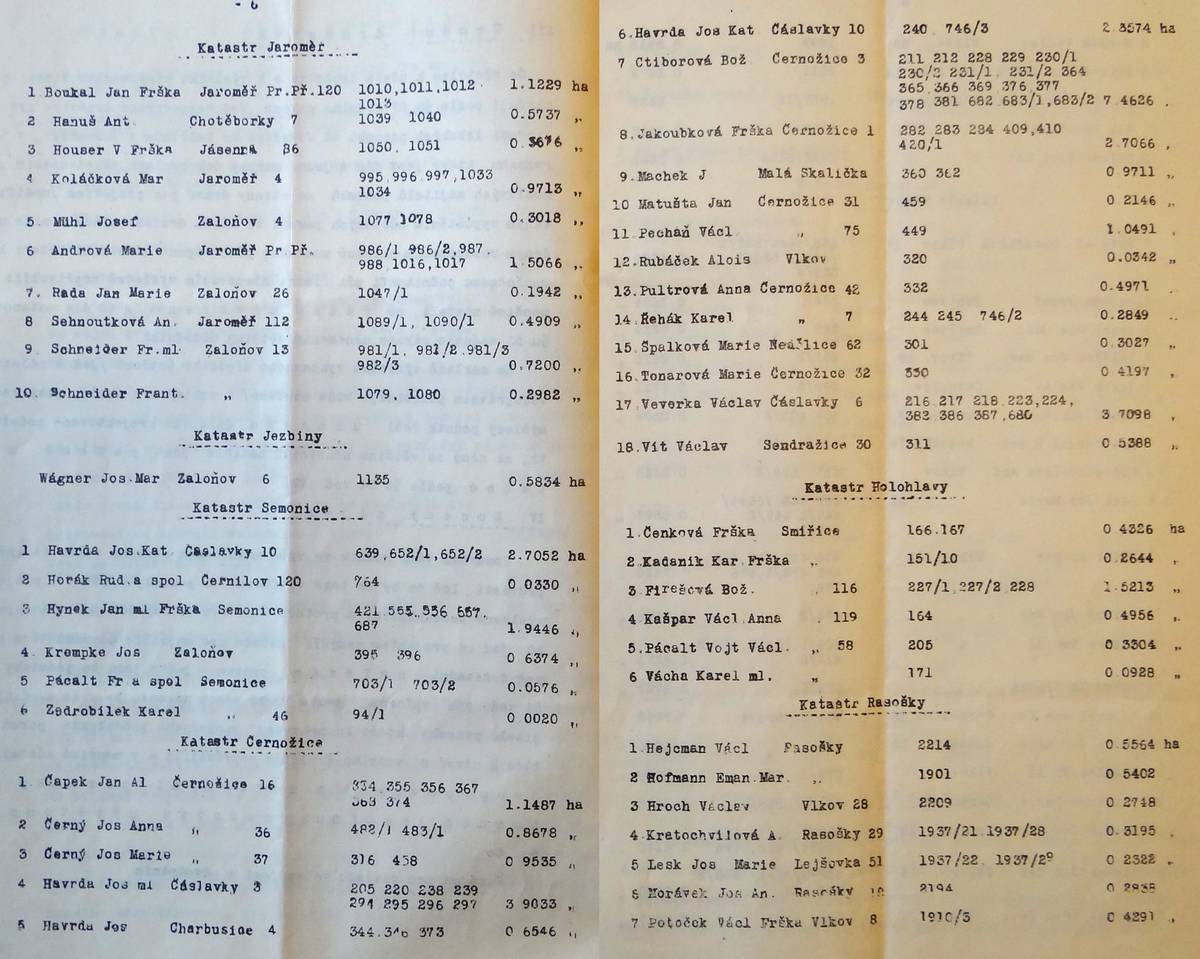 - 6
Katastr Jaroměr
1 Boukal Jan Frška Jaroměř Pr.Př.120 1010,1011,1012 1.1229 ha
1013
2 Hanuš Ant. Chotěborky 7 1039 1040 0.5737 „
3 Houser V Frška Jásenná 86 1050. 1051 0 3676 „
4 Koláčková Mar Jaroměř 4 995.996 997,1033
1034 0.9713 „
5. Mühl Josef Zaloňov 4 1077 1078 0.3018 „
6 Andrová Marie Jaroměř Pr.Př. 986/1 986/2,987.
988 1016,1017 1 5066 „
7. Rada Jan Marie Zaloňov 26 1047/1 0.1942 „
8 Sehnoutková An. Jaroměř 112 1089/1, 1090/1 0.4909 „
9 Schneider Fr.ml Zaloňov 13 981/1. 981/2.981/3
982/3 0,7200 „
10. Schneider Frant. „ 1079, 1080 0.2982 „
Katastr Jezbiny
Wágner Jos.Mar Zaloňov 6 1135 0.5834 ha
Katastr Semonice
1 Havrda Jos.Kat Čáslavky 10 639,652/1,652/2 2.7052 ha
2 Horák Rud.a spol Černilov 120 764 0 0330 „
3 Hynek Jan ml Frška Semonice 421
687 1.9446 „
4. Krempke Jos Zaloňov 395 396 0 6374 „
5 Pácalt Fr a spol Semonice 703/1 703/2 0.0576 „
6 Zadrobílek Karel „ 46 94/1 0 0020 „
Katastr Černožice
1. Čapek Jan Al Černožice 16 355 356 367
1.1487 ha
2 Černý Jos Anna „ 36 482/1 483/1 0.8678 „
3 Černý Jos Marie „ 37 316 458 0 9535 „
4 Havrda Jos ml Čáslavky 3 205 220 238 239
294 295 296 297 3 9033 „
5 Havrda Jos Charbusice 4 344.346 373 0 6546 „
6.Havrda Jos Kat Čáslavky 10 240 746/3 2.3574 ha
7 Ctiborová Bož Černožice 3 211 212 228 229 230/1
230/2 231/1, 231/2 364
365.366 369 376 377
378 381 682.683/1,683/2 7.4626 .
8.Jakoubková Frška Černožice 1 282 283 284 409,410
420/1 2 7066 ,
9.Machek J Malá Skalička 360 362 0 9711 „
10 Matušta Jan Černožice 31 459 0 2146 „
11.Pecháň Václ „ 75 449 1.0491 ,
12.Rubáček Alois Vlkov 320 0.0342 „
13.Pultrová Anna Černožice 42 332 0.4971 .
14.Řehák Karel „ 7 244 245 746/2 0.2849 ..
15.Špalková Marie Neděliště 62 301 0.3027 „
16.Tonarová Marie Černožice 32 330 0 4197 ,
17 Veverka Václav Čáslavky 6 216.217 218.223,224,
382 386 387,680 3 7098 ,
18.Vít Václav Sendražice 30 311 0 5388 „
Katastr Holohlavy
1.Čenková Frška Smiřice 166.167 0 4326 ha
2.Kadaník Kar Frška „ 151/10 0.2644 ,
3.Firešová Bož. . 116 227/1,227/2 228 1.5213 „
4 Kašpar Václ Anna . 119 164 0 4956 „
5.Pácalt Vojt Václ. „ 58 205 0 3304 „
6 Vácha Karel ml. „ 171 0 0928 „
Katastr Rasošky
1.Hejcman Václ Rasošky 2214 0 5564 ha
2 Hofmann Eman.Mar. „ 1901 0 5402
3 Hroch Václav Vlkov 28 2209 0 2748 .
4.Kratochvílová A. Rasošky 29 1937/21.1937/28 0.3195 ,
5 Lesk Jos Marie Lejšovka 51 1937/22. 1937/29 0 2322 „
6 Morávek Jos An. Rasošky 2194
7 Potoček Václ Frška Vlkov 8 1910/3 0 4291 „